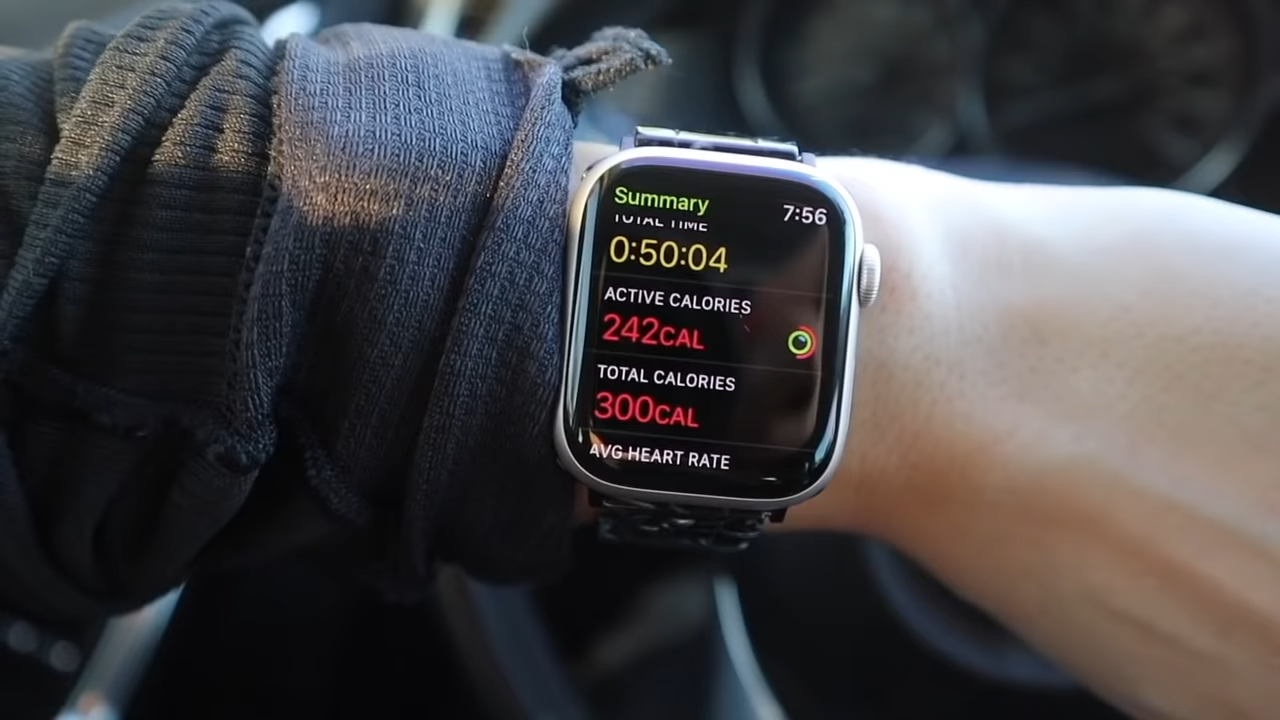 Summary
7:56
TOTAL TIME
0:50:04
ACTIVE CALORIES
242CAL
TOTAL CALORIES
300CAL
AVG HEART RATE